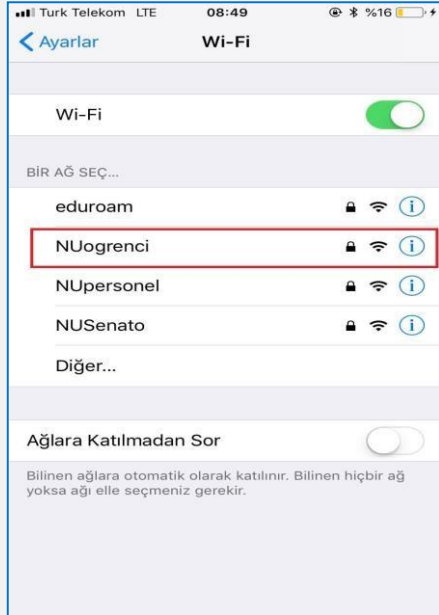 Turk Telekom LTE 08:49 %16
Ayarlar Wi-Fi
Wi-Fi
BİR AĞ SEÇ...
eduroam
NUogrenci
NUpersonel
NUSenato
Diğer...
Ağlara Katılmadan Sor
Bilinen ağlara otomatik olarak katılınır. Bilinen hiçbir ağ
yoksa ağı elle seçmeniz gerekir.